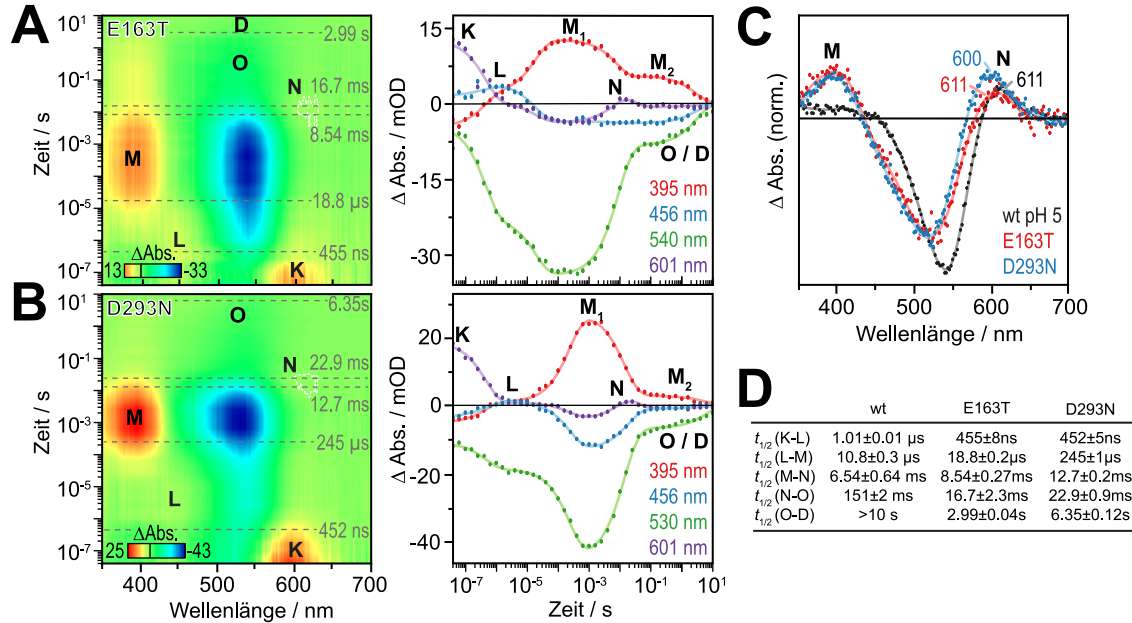 A
E163T
D
2.99 s
O
16.7 ms
N
8.54 ms
M
18.8 µs
L
455 ns
ΔAbs.
13
-33
K
10¹
10⁻¹
10⁻³
10⁻⁵
10⁻⁷
Zeit / s
15
0
-15
-30
Δ Abs. / mOD
K
L
M₁
M₂
N
O / D
395 nm
456 nm
540 nm
601 nm
B
D293N
6.35s
O
22.9 ms
N
12.7 ms
M
245 µs
L
452 ns
ΔAbs.
25
-43
K
10¹
10⁻¹
10⁻³
10⁻⁵
10⁻⁷
Zeit / s
400
500
600
700
Wellenlänge / nm
20
0
-20
-40
Δ Abs. / mOD
K
L
M₁
N
M₂
O / D
395 nm
456 nm
530 nm
601 nm
10⁻⁷
10⁻⁵
10⁻³
10⁻¹
10¹
Zeit / s
C
M
600
N
611
611
wt pH 5
E163T
D293N
Δ Abs. (norm.)
400
500
600
700
Wellenlänge / nm
D
wt E163T D293N
t1/2 (K-L) 1.01±0.01 µs 455±8ns 452±5ns
t1/2 (L-M) 10.8±0.3 µs 18.8±0.2µs 245±1µs
t1/2 (M-N) 6.54±0.64 ms 8.54±0.27ms 12.7±0.2ms
t1/2 (N-O) 151±2 ms 16.7±2.3ms 22.9±0.9ms
t1/2 (O-D) >10 s 2.99±0.04s 6.35±0.12s